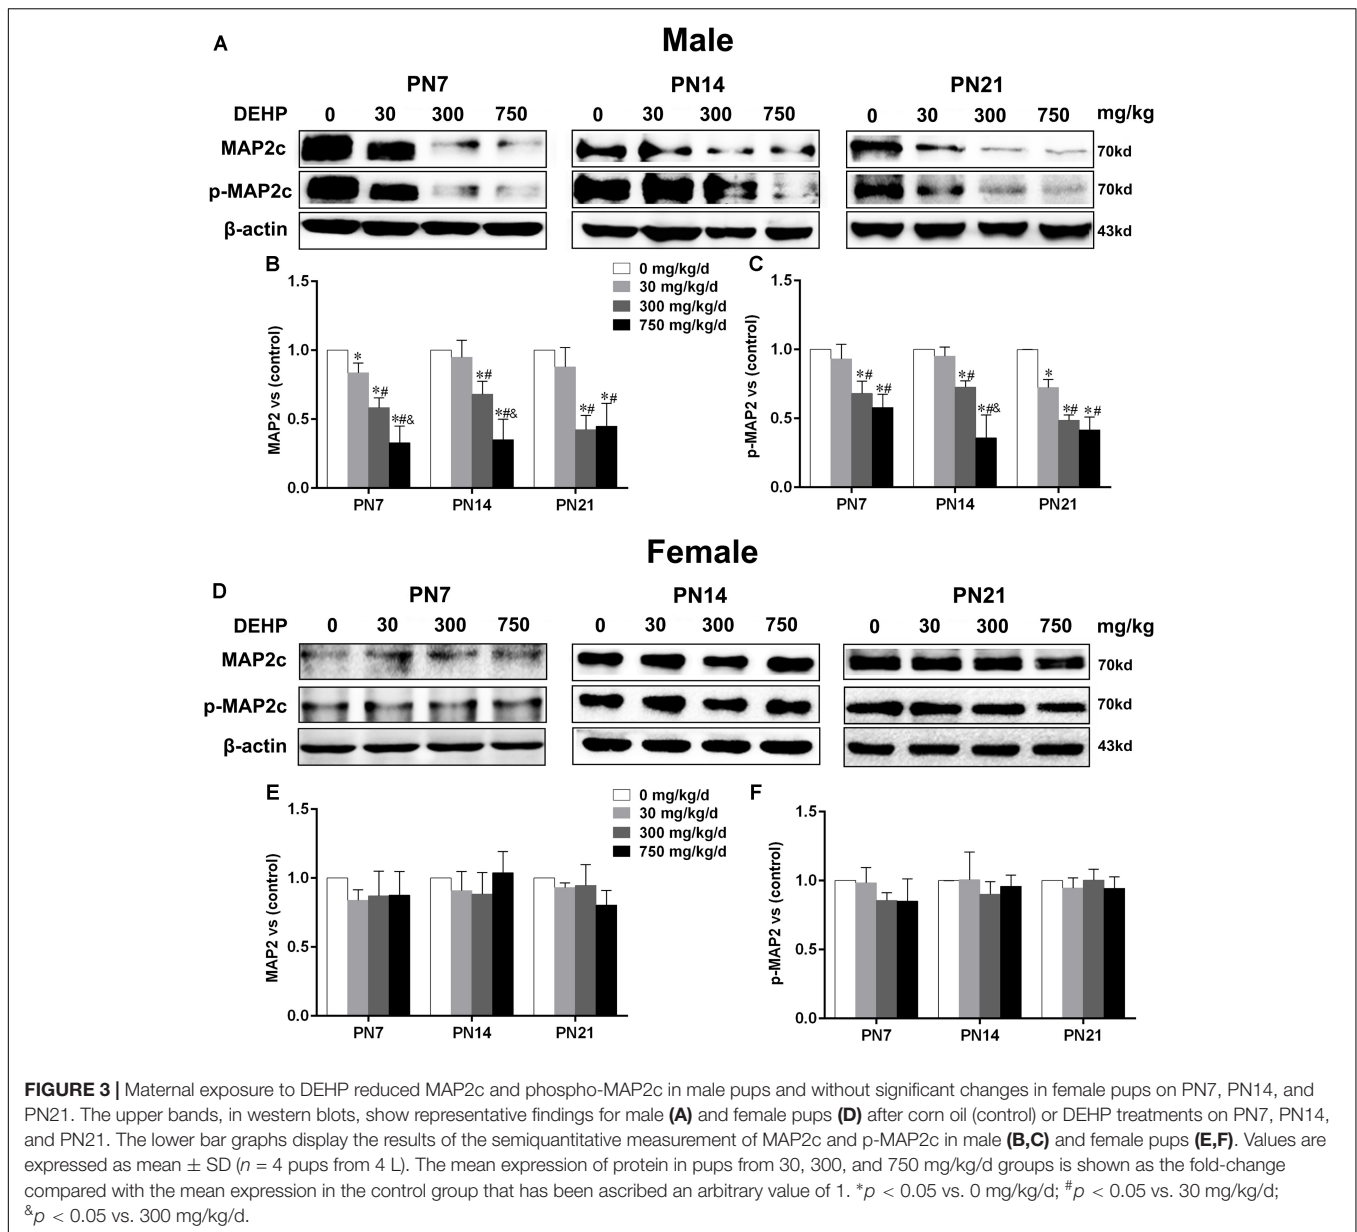 A
Male
PN7 PN14 PN21
DEHP 0 30 300 750 0 30 300 750 0 30 300 750 mg/kg
MAP2c 70kd
p-MAP2c 70kd
β-actin 43kd
B
1.5
1.0
0.5
0.0
MAP2 vs (control)
* *# *#& *# *#& *# *#
PN7 PN14 PN21
0 mg/kg/d
30 mg/kg/d
300 mg/kg/d
750 mg/kg/d
C
1.5
1.0
0.5
0.0
p-MAP2 vs (control)
*# *# *# *#& * *# *#
PN7 PN14 PN21
Female
D
PN7 PN14 PN21
DEHP 0 30 300 750 0 30 300 750 0 30 300 750 mg/kg
MAP2c 70kd
p-MAP2c 70kd
β-actin 43kd
E
1.5
1.0
0.5
0.0
MAP2 vs (control)
PN7 PN14 PN21
0 mg/kg/d
30 mg/kg/d
300 mg/kg/d
750 mg/kg/d
F
1.5
1.0
0.5
0.0
p-MAP2 vs (control)
PN7 PN14 PN21
FIGURE 3 | Maternal exposure to DEHP reduced MAP2c and phospho-MAP2c in male pups and without significant changes in female pups on PN7, PN14, and
PN21. The upper bands, in western blots, show representative findings for male (A) and female pups (D) after corn oil (control) or DEHP treatments on PN7, PN14,
and PN21. The lower bar graphs display the results of the semiquantitative measurement of MAP2c and p-MAP2c in male (B,C) and female pups (E,F). Values are
expressed as mean ± SD (n = 4 pups from 4 L). The mean expression of protein in pups from 30, 300, and 750 mg/kg/d groups is shown as the fold-change
compared with the mean expression in the control group that has been ascribed an arbitrary value of 1. *p < 0.05 vs. 0 mg/kg/d; #p < 0.05 vs. 30 mg/kg/d;
&p < 0.05 vs. 300 mg/kg/d.